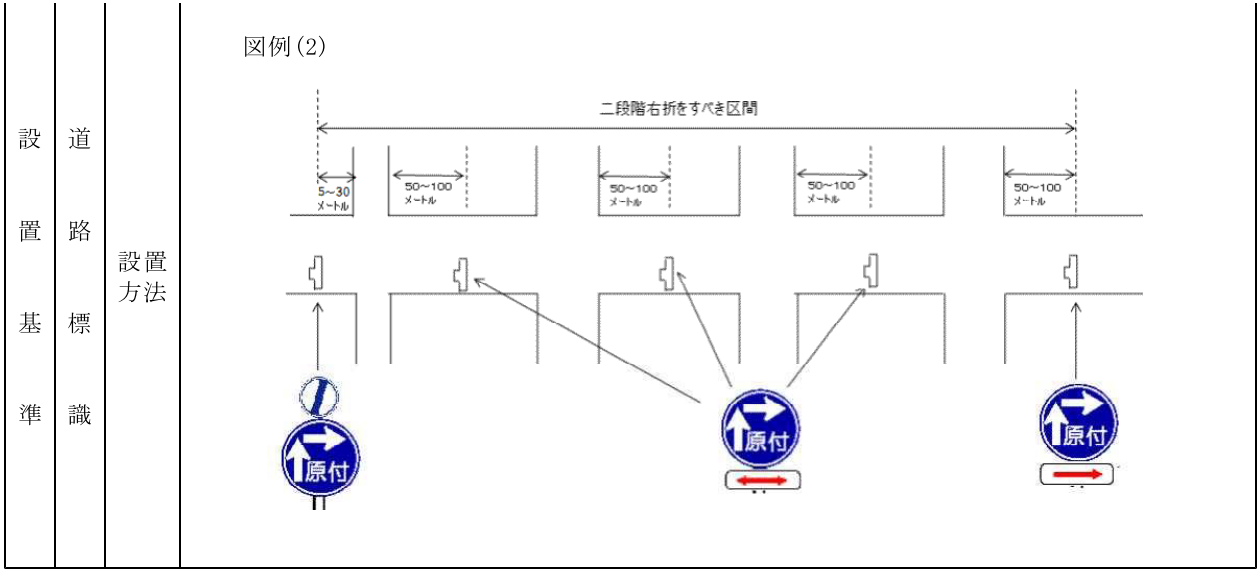 設置基準
道路標識
設置
方法
図例(2)
二段階右折をすべき区間
5～30
メートル
50～100
メートル
50～100
メートル
50～100
メートル
50～100
メートル
原付
原付
原付